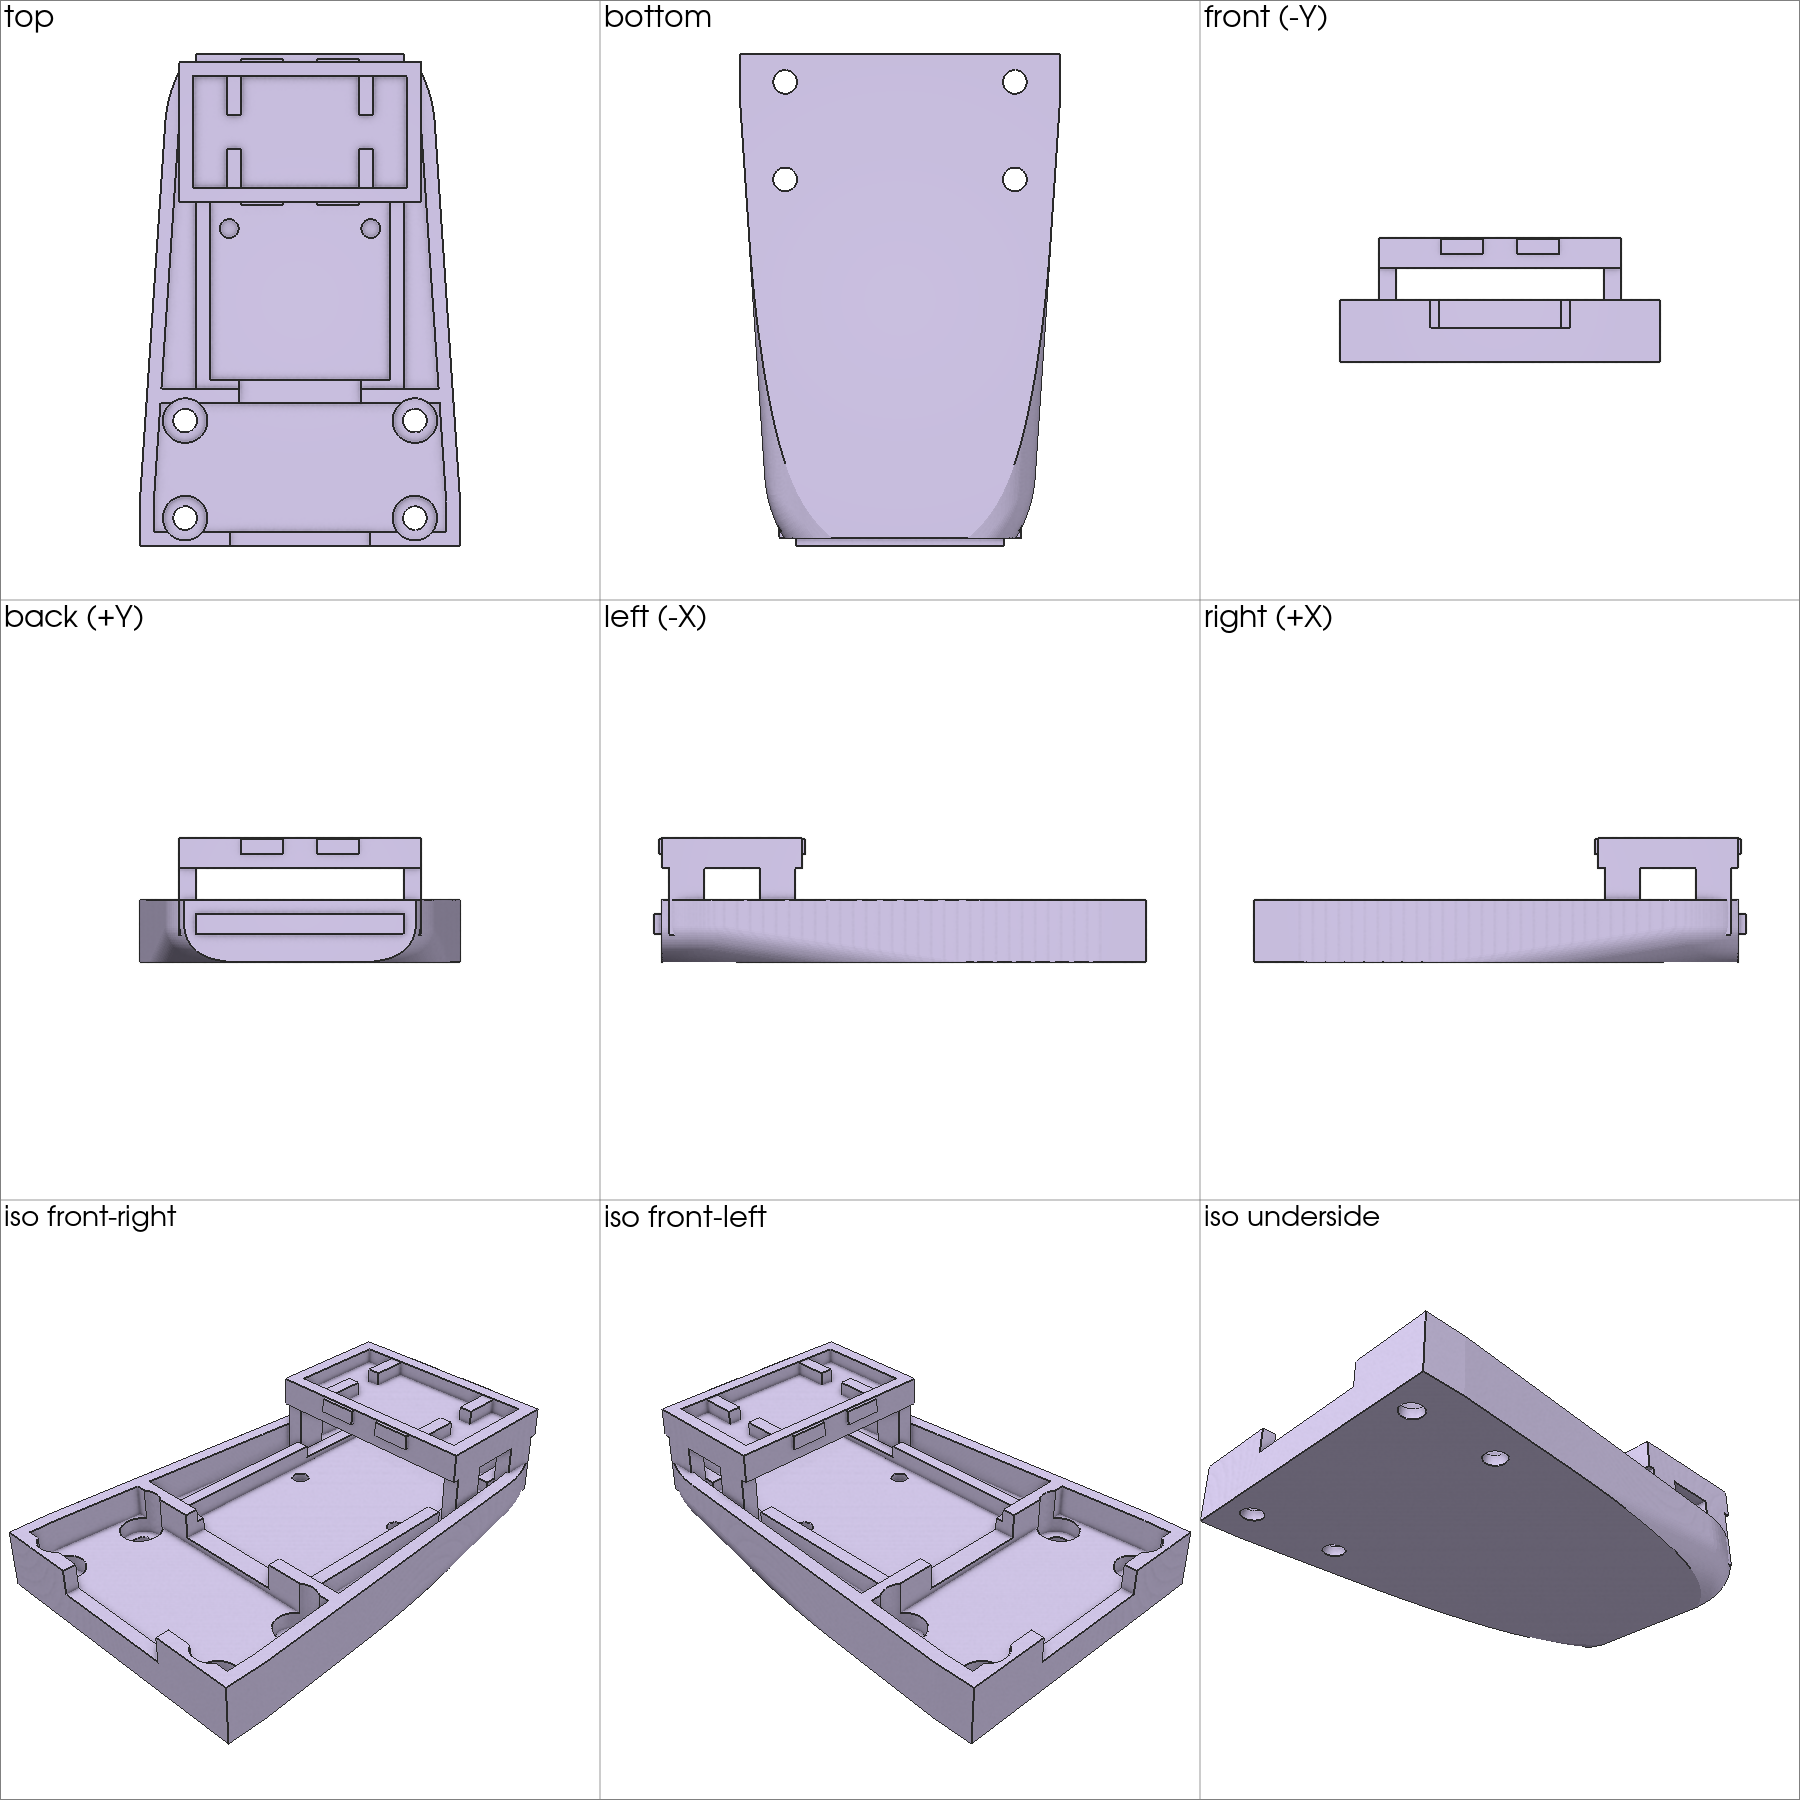 top
bottom
front (-Y)
back (+Y)
left (-X)
right (+X)
iso front-right
iso front-left
iso underside